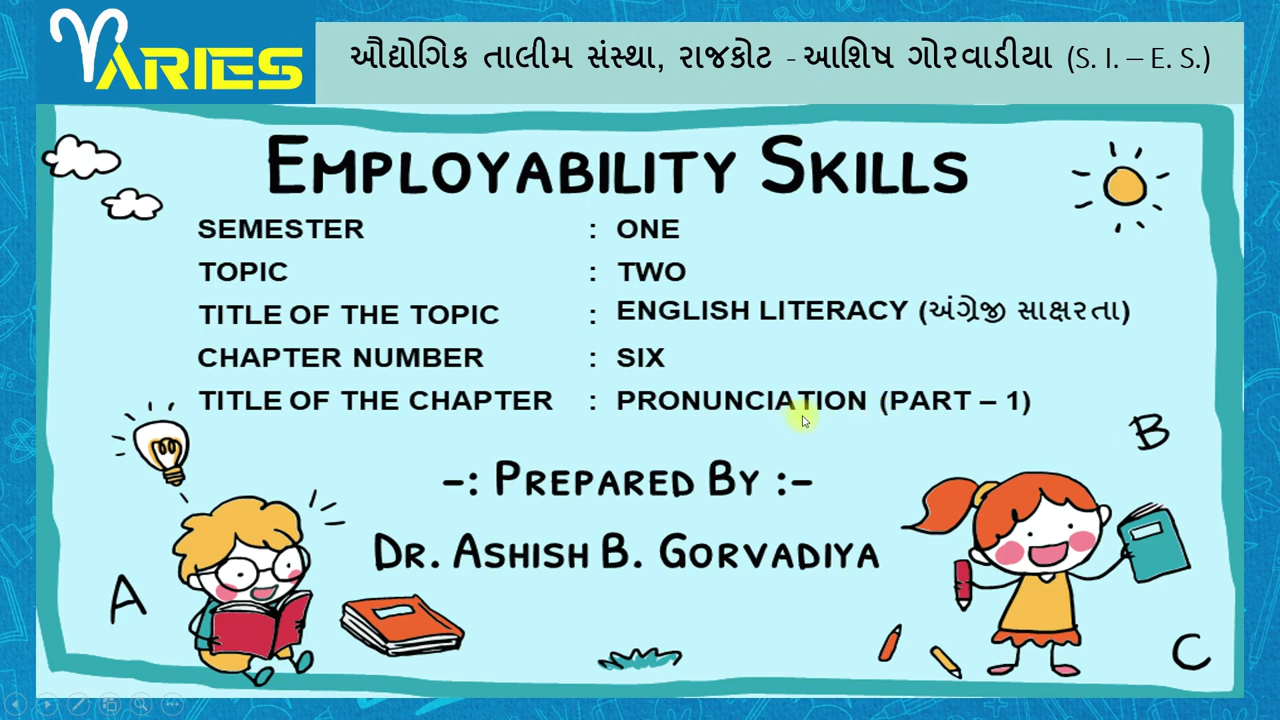 ARIES
ઔદ્યોગિક તાલીમ સંસ્થા, રાજકોટ - આશિષ ગોરવાડીયા (S. I. – E. S.)
EMPLOYABILITY SKILLS
SEMESTER : ONE
TOPIC : TWO
TITLE OF THE TOPIC : ENGLISH LITERACY (અંગ્રેજી સાક્ષરતા)
CHAPTER NUMBER : SIX
TITLE OF THE CHAPTER : PRONUNCIATION (PART – 1)
B
–: PREPARED BY :–
DR. ASHISH B. GORVADIYA
A
C